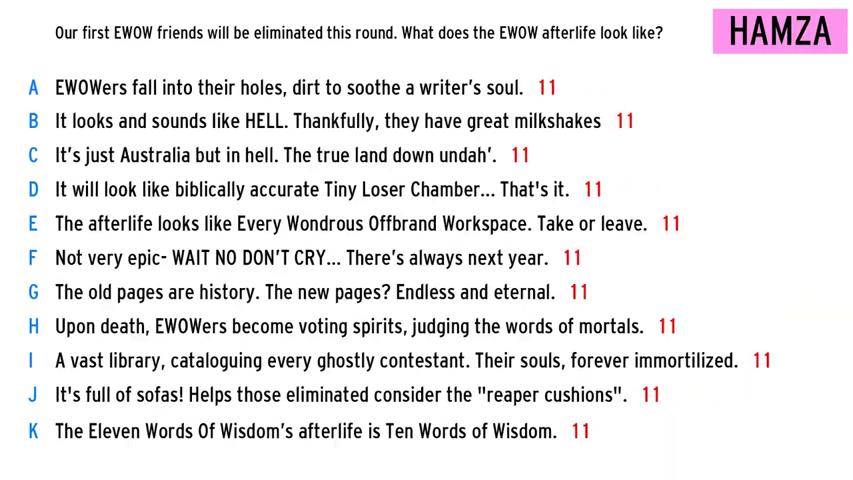 Our first EWOW friends will be eliminated this round. What does the EWOW afterlife look like?
HAMZA
A EWOWers fall into their holes, dirt to soothe a writer's soul. 11
B It looks and sounds like HELL. Thankfully, they have great milkshakes 11
C It's just Australia but in hell. The true land down undah'. 11
D It will look like biblically accurate Tiny Loser Chamber... That's it. 11
E The afterlife looks like Every Wondrous Offbrand Workspace. Take or leave. 11
F Not very epic- WAIT NO DON'T CRY... There's always next year. 11
G The old pages are history. The new pages? Endless and eternal. 11
H Upon death, EWOWers become voting spirits, judging the words of mortals. 11
I A vast library, cataloguing every ghostly contestant. Their souls, forever immortilized. 11
J It's full of sofas! Helps those eliminated consider the "reaper cushions". 11
K The Eleven Words Of Wisdom's afterlife is Ten Words of Wisdom. 11